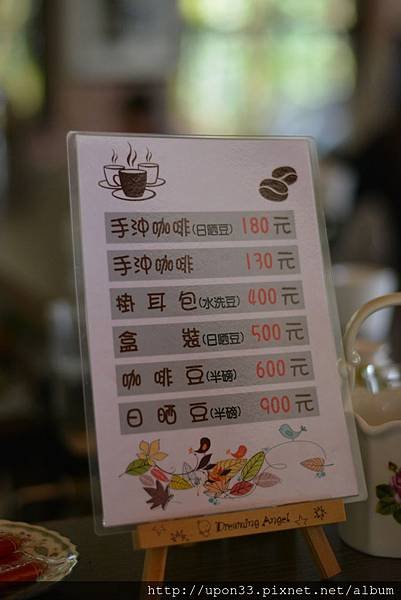 手沖咖啡(日晒豆) 180元
手沖咖啡 130元
掛耳包(水洗豆) 400元
盒 裝(日晒豆) 500元
咖啡豆(半磅) 600元
日晒豆(半磅) 900元
Dreaming Angel
http://upon33.pixnet.net/album